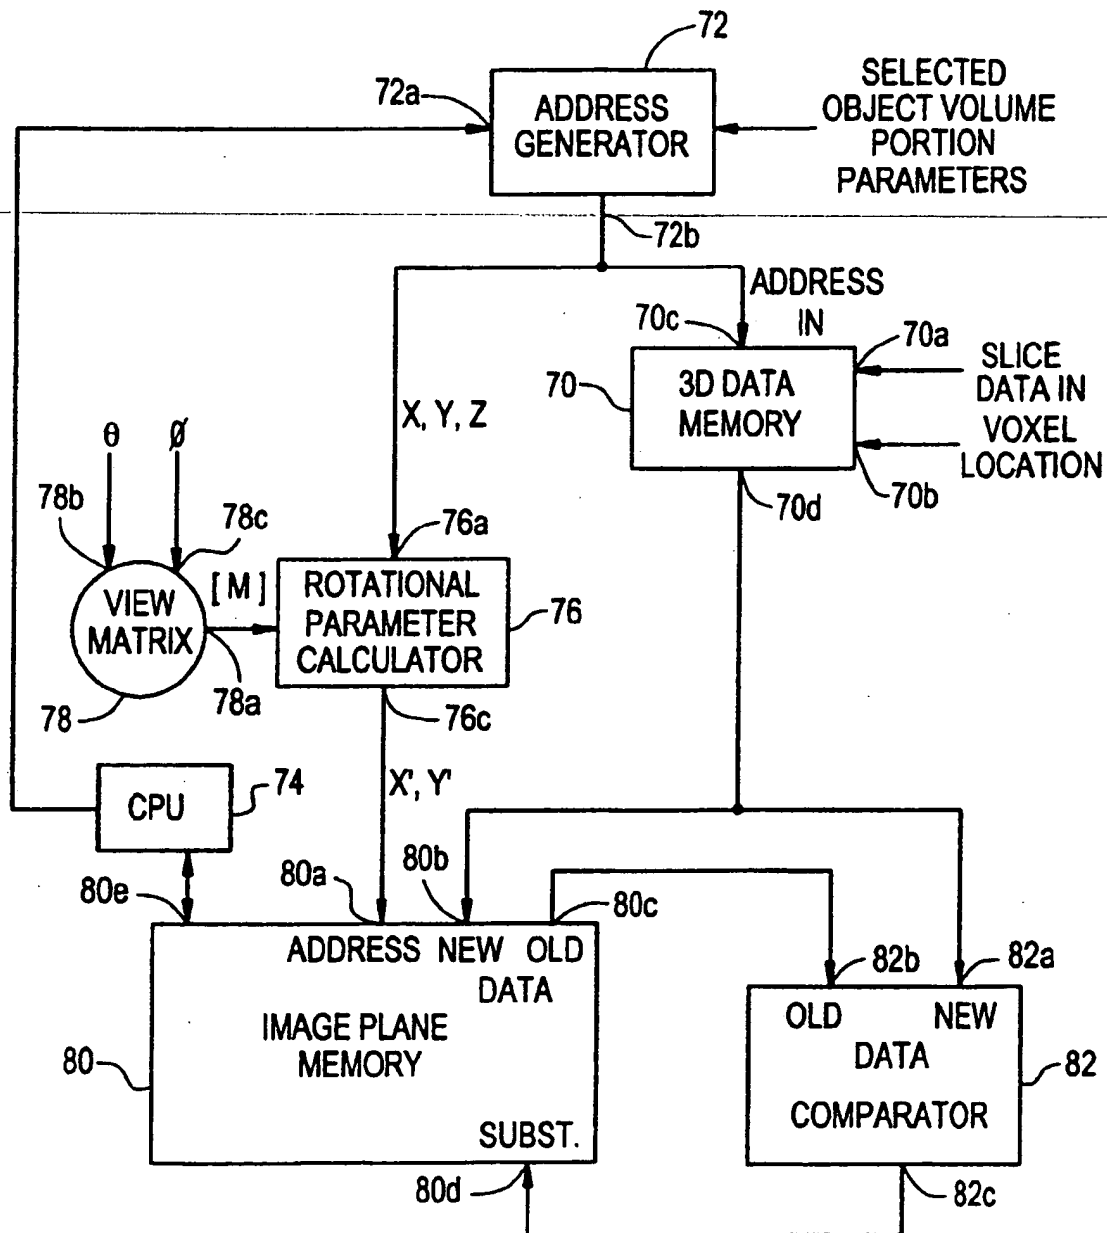 72
72a
ADDRESS
GENERATOR
SELECTED
OBJECT VOLUME
PORTION
PARAMETERS
72b
ADDRESS
IN
70c
70a
70
3D DATA
MEMORY
SLICE
DATA IN
VOXEL
LOCATION
70b
70d
X, Y, Z
θ
Ø
78b
78c
76a
[ M ]
VIEW
MATRIX
ROTATIONAL
PARAMETER
CALCULATOR
76
78
78a
76c
X', Y'
CPU
74
80e
80a
80b
80c
82b
82a
ADDRESS NEW OLD
DATA
IMAGE PLANE
MEMORY
80
SUBST.
80d
OLD NEW
DATA
COMPARATOR
82
82c